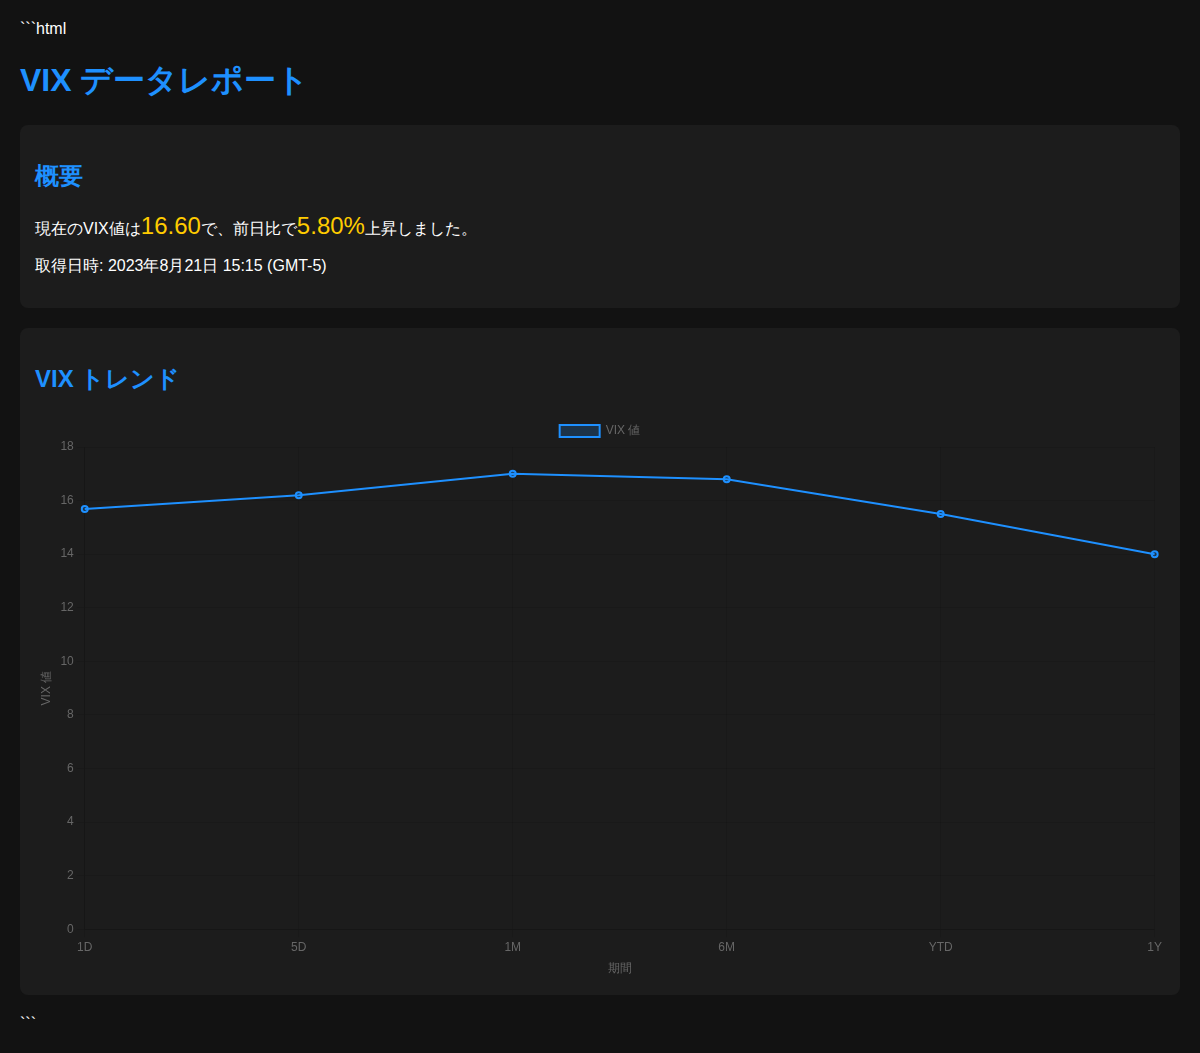 ```html
VIX データレポート
概要
現在のVIX値は16.60で、前日比で5.80%上昇しました。
取得日時: 2023年8月21日 15:15 (GMT-5)
VIX トレンド
VIX 値
18
16
14
12
10
8
6
4
2
0
VIX 値
1D 5D 1M 6M YTD 1Y
期間
```